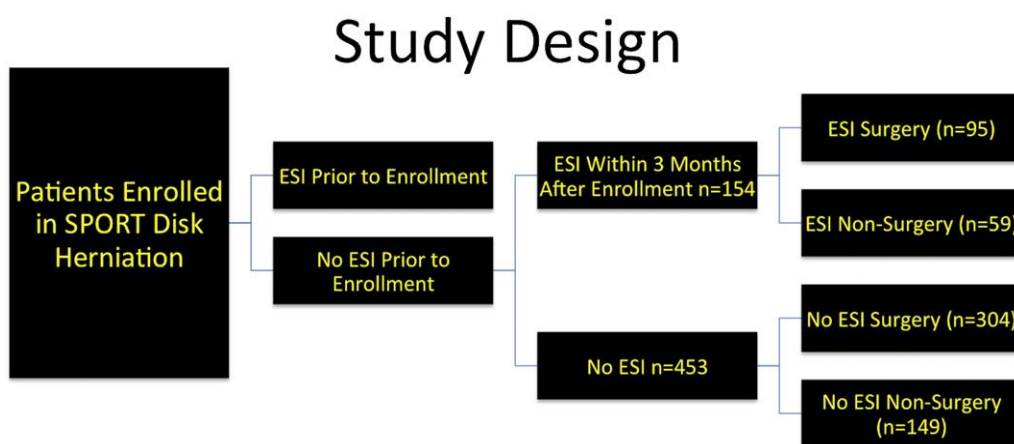 Study Design
Patients Enrolled
in SPORT Disk
Herniation
ESI Prior to Enrollment
No ESI Prior to
Enrollment
ESI Within 3 Months
After Enrollment n=154
No ESI n=453
ESI Surgery (n=95)
ESI Non-Surgery (n=59)
No ESI Surgery (n=304)
No ESI Non-Surgery
(n=149)